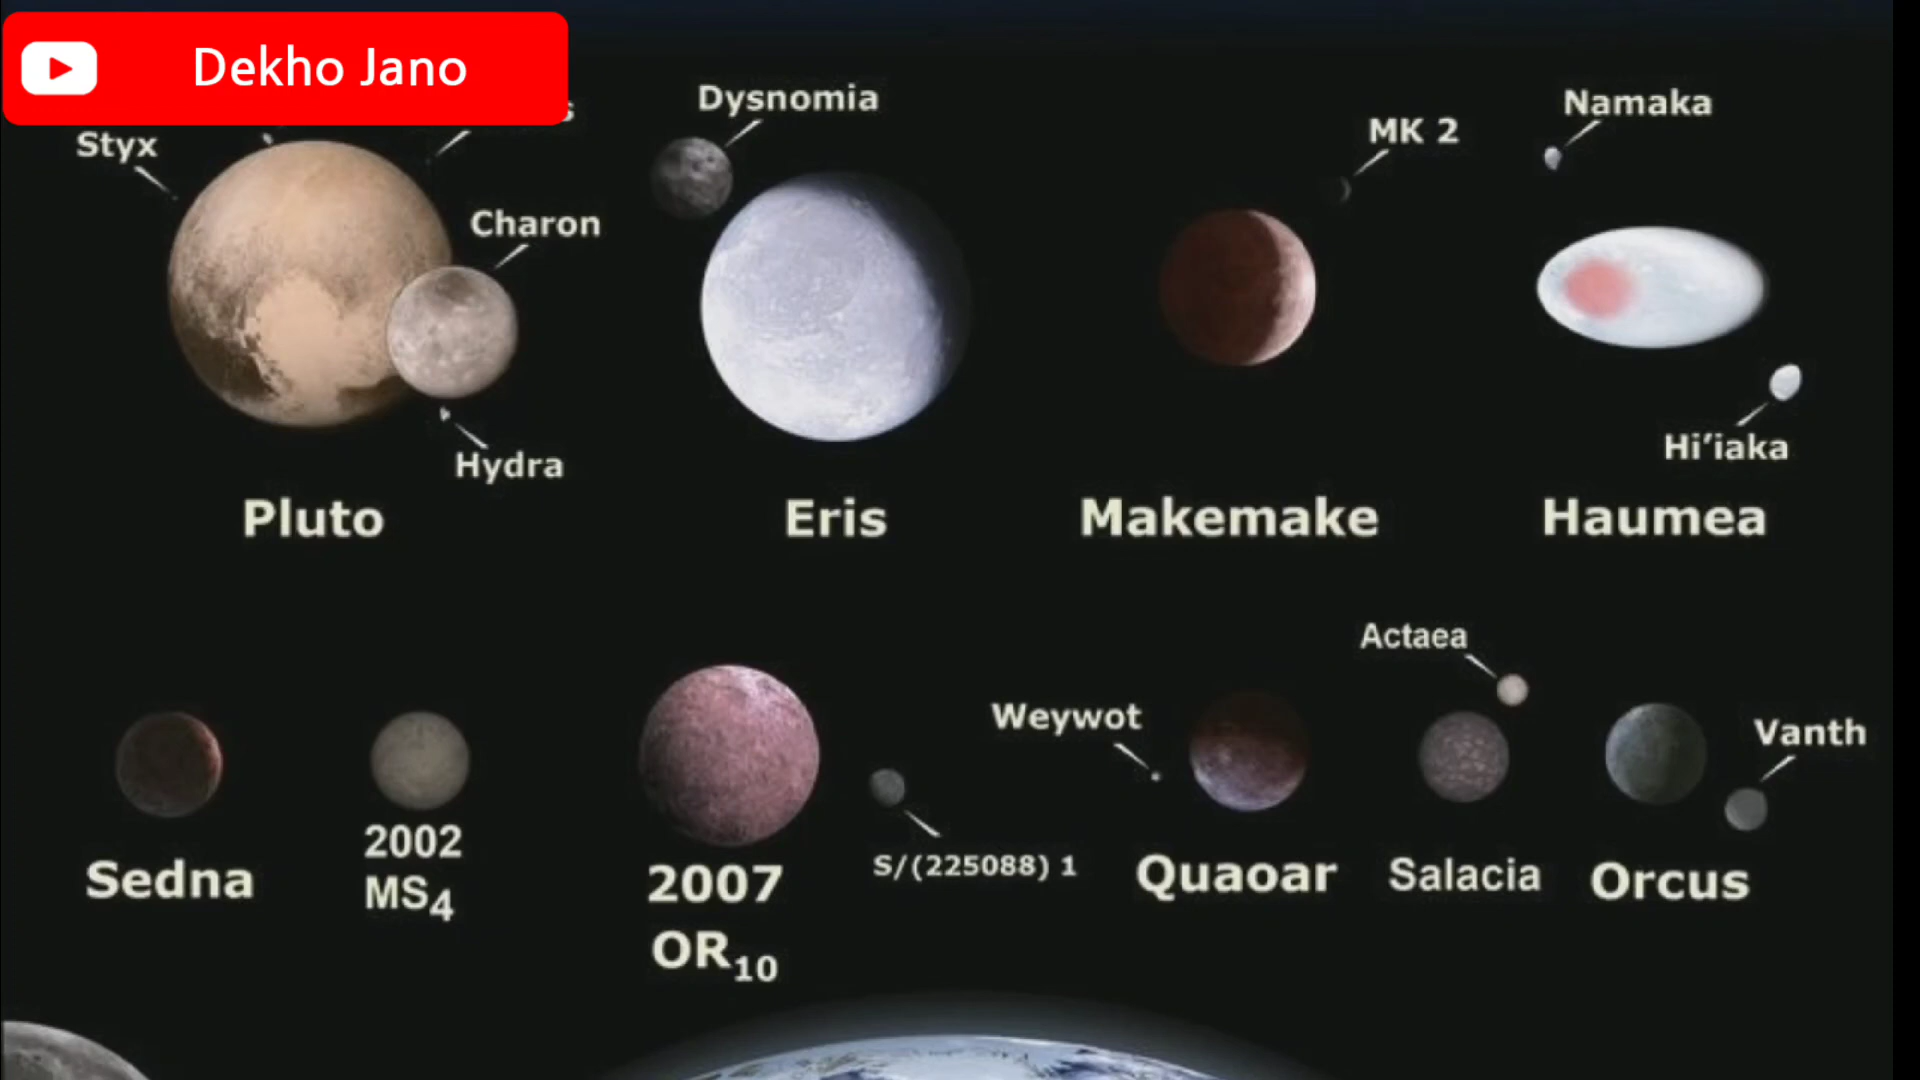 Dekho Jano
Dysnomia
Namaka
MK 2
Styx
Charon
Hi'iaka
Hydra
Pluto
Eris
Makemake
Haumea
Actaea
Weywot
Vanth
2002
MS4
S/(225088) 1
Sedna
2007
OR10
Quaoar
Salacia
Orcus